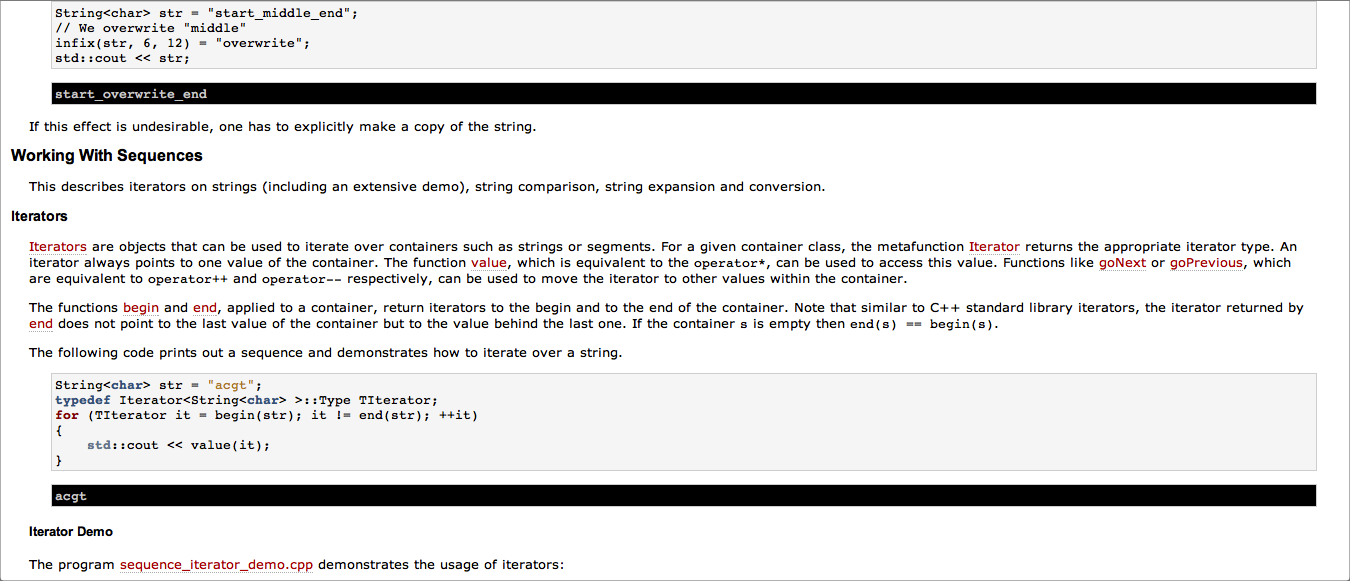 String<char> str = "start_middle_end";
// We overwrite "middle"
infix(str, 6, 12) = "overwrite";
std::cout << str;
start_overwrite_end
If this effect is undesirable, one has to explicitly make a copy of the string.
Working With Sequences
This describes iterators on strings (including an extensive demo), string comparison, string expansion and conversion.
Iterators
Iterators are objects that can be used to iterate over containers such as strings or segments. For a given container class, the metafunction Iterator returns the appropriate iterator type. An
iterator always points to one value of the container. The function value, which is equivalent to the operator*, can be used to access this value. Functions like goNext or goPrevious, which
are equivalent to operator++ and operator-- respectively, can be used to move the iterator to other values within the container.
The functions begin and end, applied to a container, return iterators to the begin and to the end of the container. Note that similar to C++ standard library iterators, the iterator returned by
end does not point to the last value of the container but to the value behind the last one. If the container s is empty then end(s) == begin(s).
The following code prints out a sequence and demonstrates how to iterate over a string.
String<char> str = "acgt";
typedef Iterator<String<char> >::Type TIterator;
for (TIterator it = begin(str); it != end(str); ++it)
{
    std::cout << value(it);
}
acgt
Iterator Demo
The program sequence_iterator_demo.cpp demonstrates the usage of iterators: